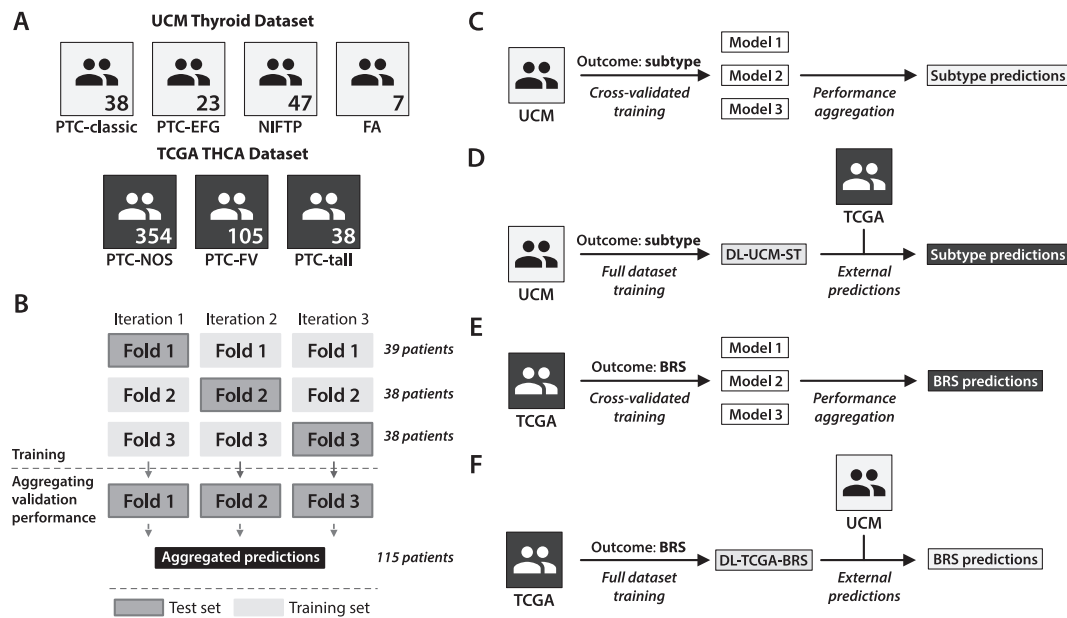 A
UCM Thyroid Dataset
38
23
47
7
PTC-classic
PTC-EFG
NIFTP
FA
TCGA THCA Dataset
354
105
38
PTC-NOS
PTC-FV
PTC-tall
B
Iteration 1
Iteration 2
Iteration 3
Fold 1
Fold 1
Fold 1
39 patients
Fold 2
Fold 2
Fold 2
38 patients
Fold 3
Fold 3
Fold 3
38 patients
Training
Aggregating
validation
performance
Fold 1
Fold 2
Fold 3
Aggregated predictions
115 patients
Test set
Training set
C
UCM
Outcome: subtype
Cross-validated
training
Model 1
Model 2
Model 3
Performance
aggregation
Subtype predictions
D
UCM
Outcome: subtype
Full dataset
training
DL-UCM-ST
TCGA
External
predictions
Subtype predictions
E
TCGA
Outcome: BRS
Cross-validated
training
Model 1
Model 2
Model 3
Performance
aggregation
BRS predictions
F
TCGA
Outcome: BRS
Full dataset
training
DL-TCGA-BRS
UCM
External
predictions
BRS predictions